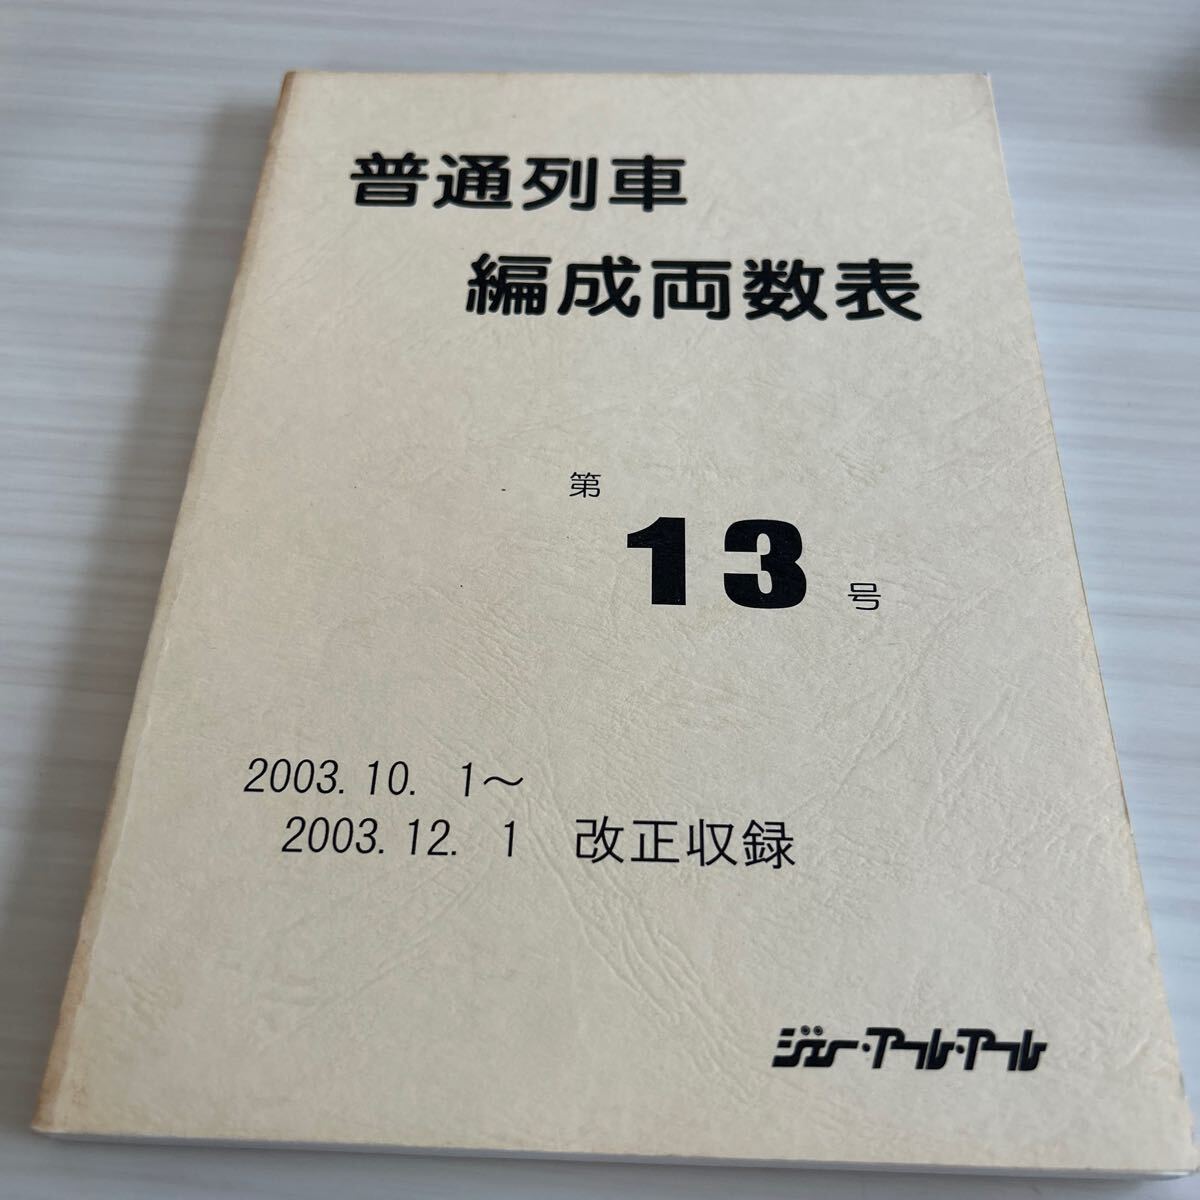 普通列車
編成両数表
第
13
号
2003.10. 1～
2003.12. 1 改正収録
ジェー・アール・アール